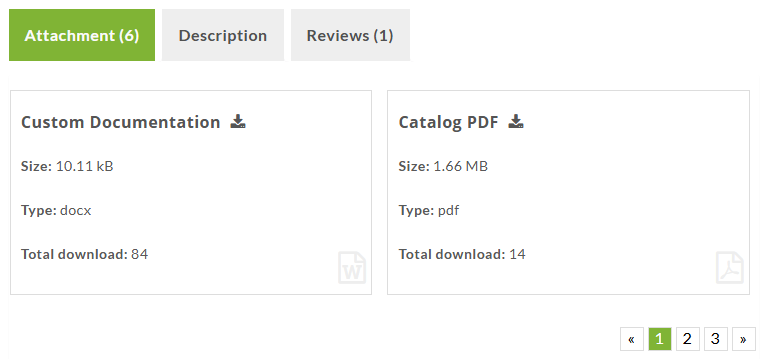 Attachment (6) Description Reviews (1)
Custom Documentation
Size: 10.11 kB
Type: docx
Total download: 84
W
Catalog PDF
Size: 1.66 MB
Type: pdf
Total download: 14
« 1 2 3 »